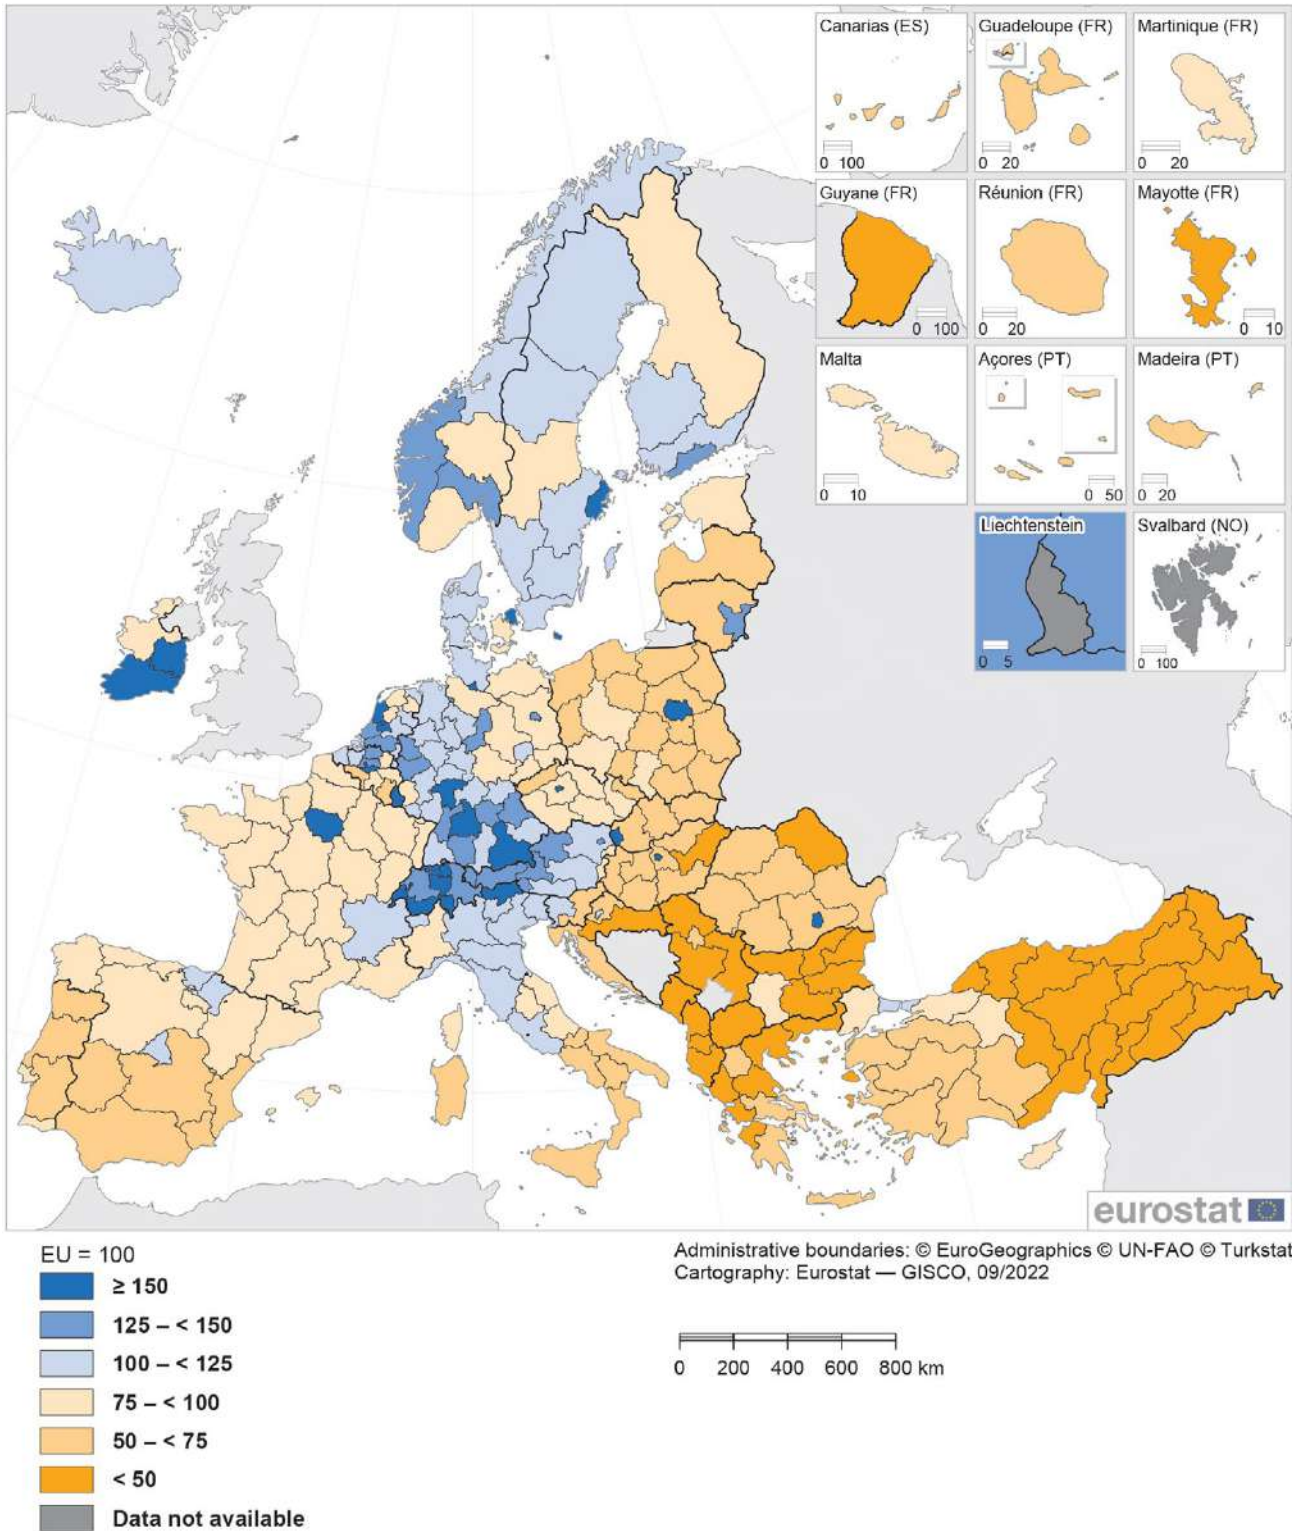 Canarias (ES)
0 100
Guadeloupe (FR)
0 20
Martinique (FR)
0 20
Guyane (FR)
0 100
Réunion (FR)
0 20
Mayotte (FR)
0 10
Malta
0 10
Açores (PT)
0 50
Madeira (PT)
0 20
Liechtenstein
0 5
Svalbard (NO)
0 100
eurostat
EU = 100
≥ 150
125 – < 150
100 – < 125
75 – < 100
50 – < 75
< 50
Data not available
Administrative boundaries: © EuroGeographics © UN-FAO © Turkstat
Cartography: Eurostat — GISCO, 09/2022
0 200 400 600 800 km